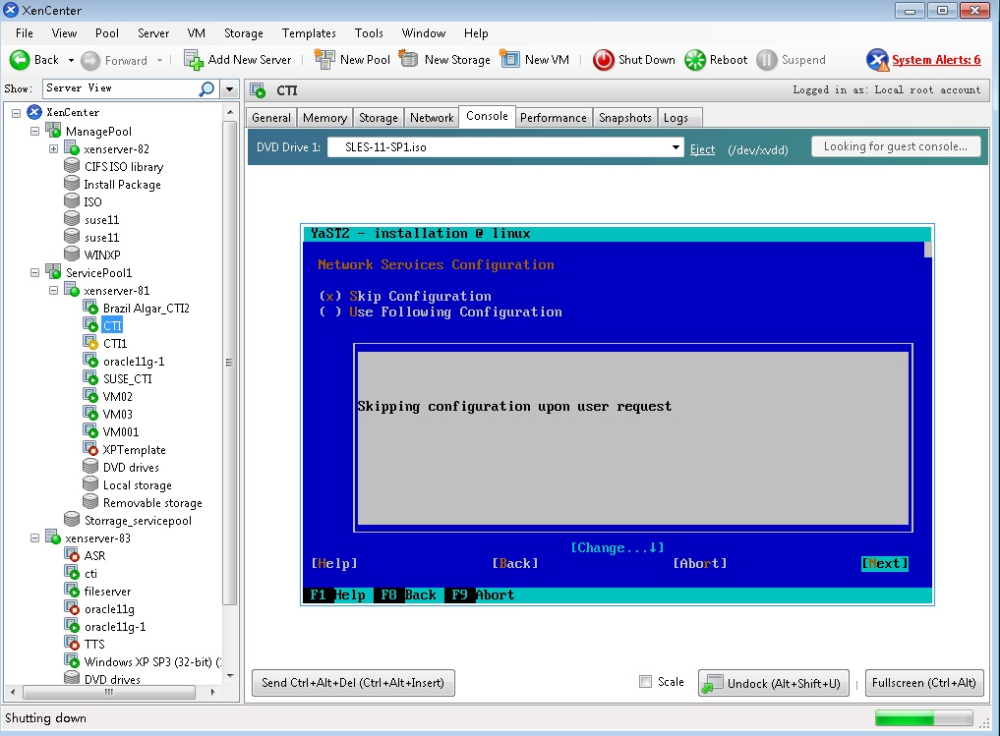 XenCenter
File View Pool Server VM Storage Templates Tools Window Help
Back Forward Add New Server New Pool New Storage New VM Shut Down Reboot Suspend System Alerts: 6
Show: Server View
CTI Logged in as: Local root account
XenCenter
ManagePool
xenserver-82
CIFS ISO library
Install Package
ISO
suse11
suse11
WINXP
ServicePool1
xenserver-81
Brazil Algar_CTI2
CTI
CTI1
oracle11g-1
SUSE_CTI
VM02
VM03
VM001
XPTemplate
DVD drives
Local storage
Removable storage
Storrage_servicepool
xenserver-83
ASR
cti
fileserver
oracle11g
oracle11g-1
TTS
Windows XP SP3 (32-bit) (
DVD drives
General Memory Storage Network Console Performance Snapshots Logs
DVD Drive 1: SLES-11-SP1.iso Eject (/dev/xvdd) Looking for guest console...
YaST2 - installation @ linux
Network Services Configuration
(x) Skip Configuration
( ) Use Following Configuration
Skipping configuration upon user request
[Change...↓]
[Help] [Back] [Abort] [Next]
F1 Help F8 Back F9 Abort
Send Ctrl+Alt+Del (Ctrl+Alt+Insert) Scale Undock (Alt+Shift+U) Fullscreen (Ctrl+Alt)
Shutting down